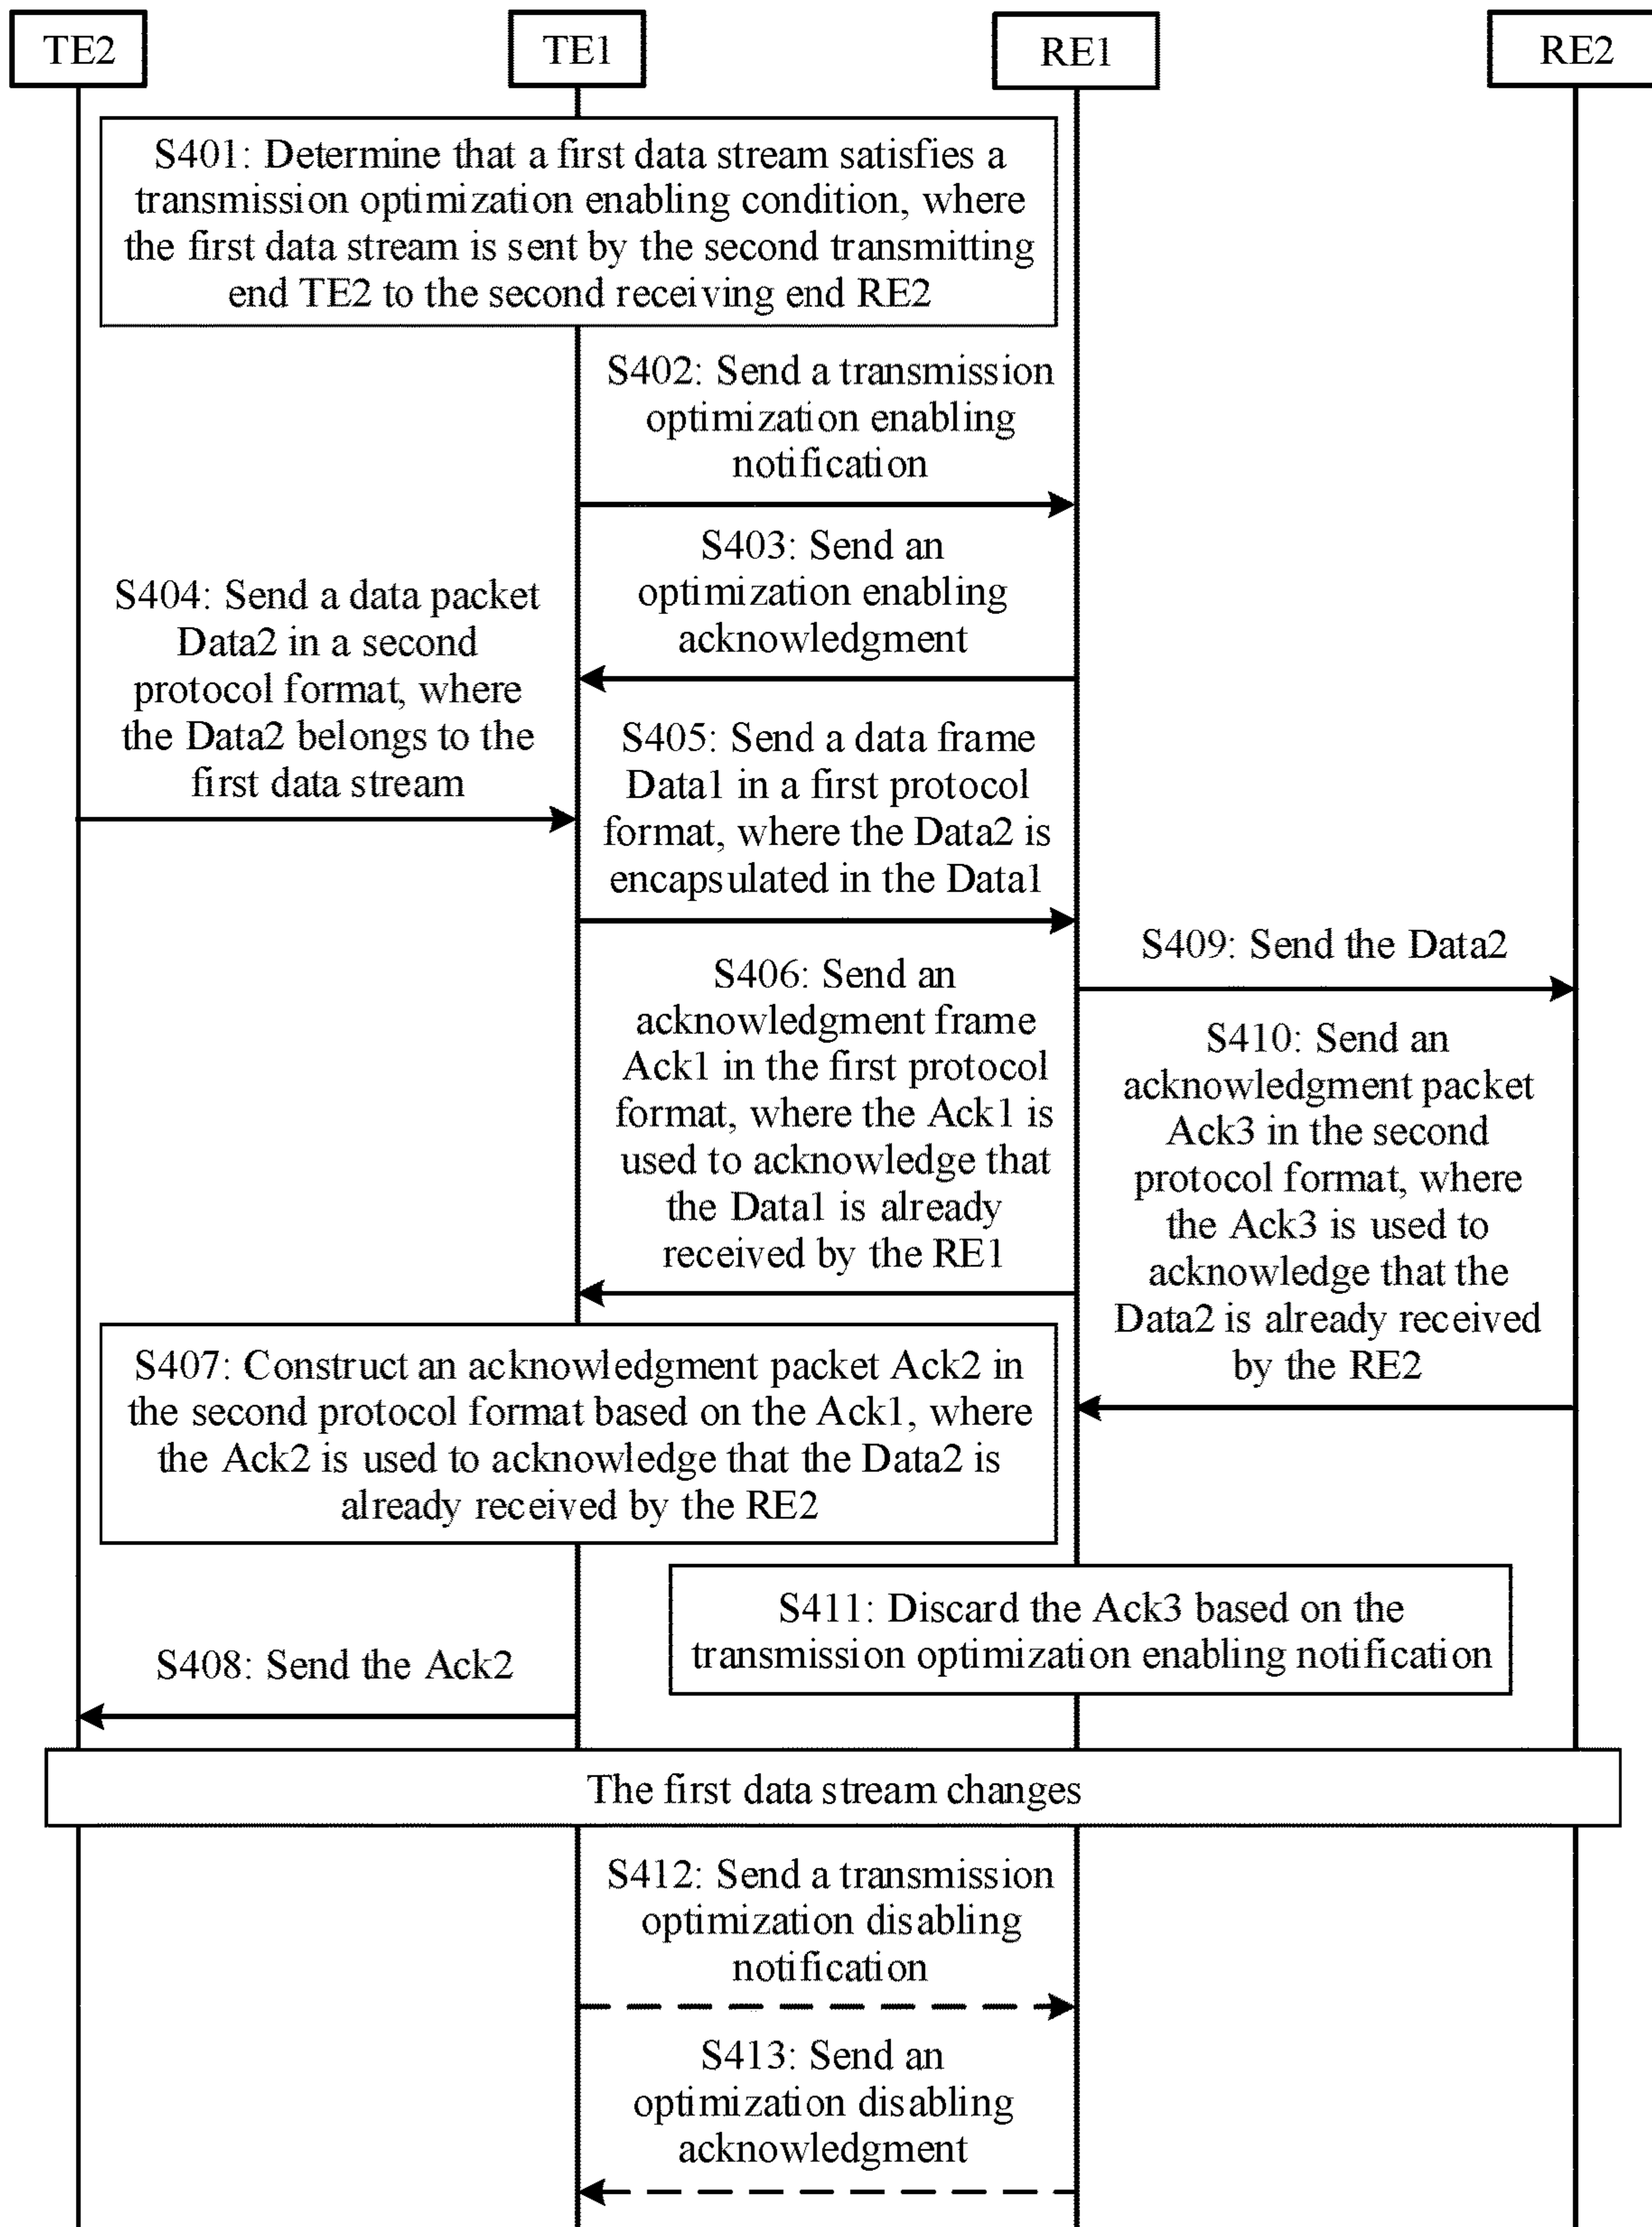 TE2
TE1
RE1
RE2
S401: Determine that a first data stream satisfies a
transmission optimization enabling condition, where
the first data stream is sent by the second transmitting
end TE2 to the second receiving end RE2
S402: Send a transmission
optimization enabling
notification
S403: Send an
optimization enabling
acknowledgment
S404: Send a data packet
Data2 in a second
protocol format, where
the Data2 belongs to the
first data stream
S405: Send a data frame
Data1 in a first protocol
format, where the Data2 is
encapsulated in the Data1
S406: Send an
acknowledgment frame
Ack1 in the first protocol
format, where the Ack1 is
used to acknowledge that
the Data1 is already
received by the RE1
S409: Send the Data2
S410: Send an
acknowledgment packet
Ack3 in the second
protocol format, where
the Ack3 is used to
acknowledge that the
Data2 is already received
by the RE2
S407: Construct an acknowledgment packet Ack2 in
the second protocol format based on the Ack1, where
the Ack2 is used to acknowledge that the Data2 is
already received by the RE2
S411: Discard the Ack3 based on the
transmission optimization enabling notification
S408: Send the Ack2
The first data stream changes
S412: Send a transmission
optimization disabling
notification
S413: Send an
optimization disabling
acknowledgment